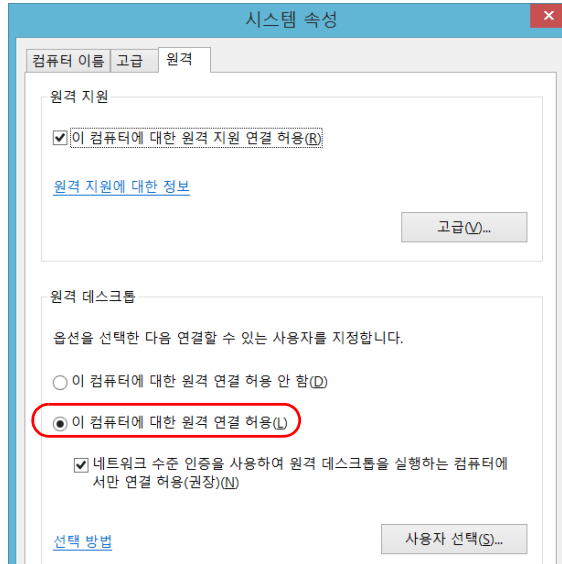 시스템 속성
컴퓨터 이름 고급 원격
원격 지원
이 컴퓨터에 대한 원격 지원 연결 허용(R)
원격 지원에 대한 정보
고급(V)...
원격 데스크톱
옵션을 선택한 다음 연결할 수 있는 사용자를 지정합니다.
이 컴퓨터에 대한 원격 연결 허용 안 함(D)
이 컴퓨터에 대한 원격 연결 허용(L)
네트워크 수준 인증을 사용하여 원격 데스크톱을 실행하는 컴퓨터에
서만 연결 허용(권장)(N)
선택 방법
사용자 선택(S)...